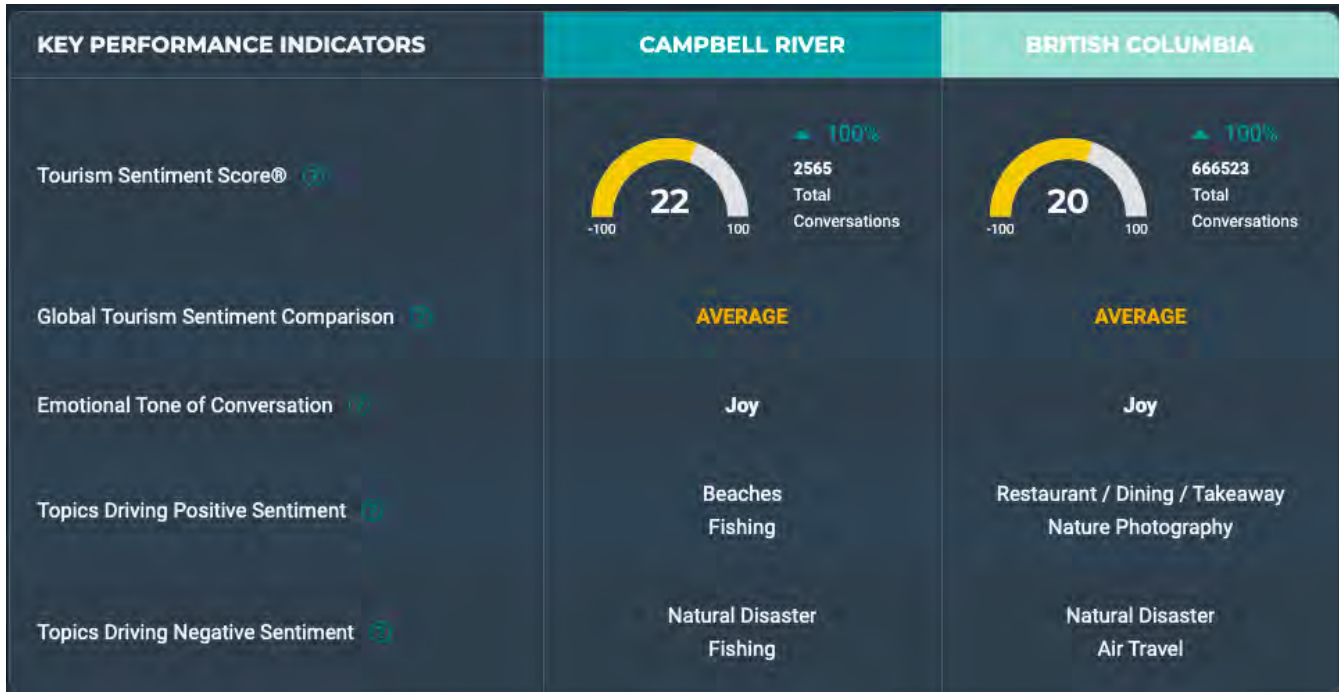 KEY PERFORMANCE INDICATORS
CAMPBELL RIVER
BRITISH COLUMBIA
Tourism Sentiment Score® ?
22
-100
100
100%
2565
Total
Conversations
20
-100
100
100%
666523
Total
Conversations
Global Tourism Sentiment Comparison ?
AVERAGE
AVERAGE
Emotional Tone of Conversation ?
Joy
Joy
Topics Driving Positive Sentiment ?
Beaches
Fishing
Restaurant / Dining / Takeaway
Nature Photography
Topics Driving Negative Sentiment ?
Natural Disaster
Fishing
Natural Disaster
Air Travel